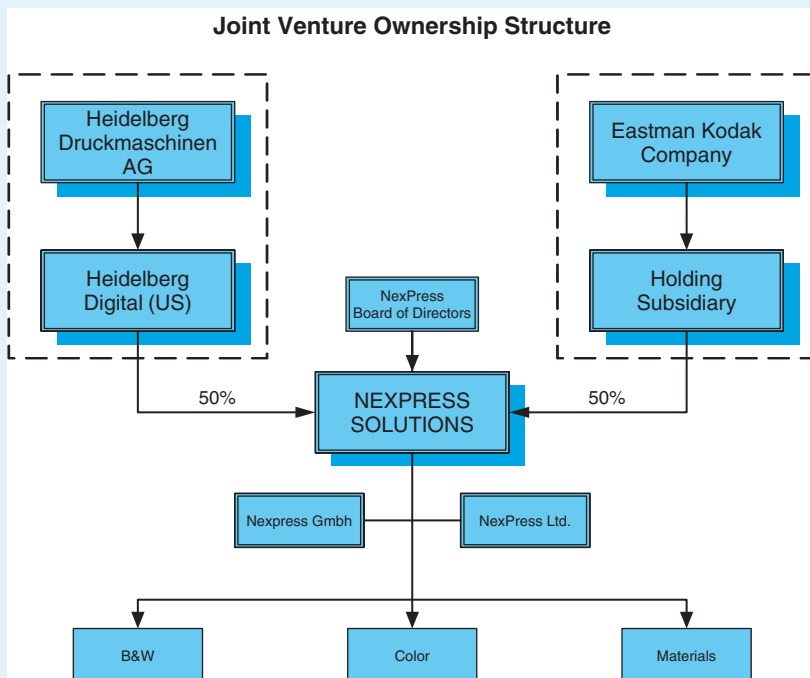 Joint Venture Ownership Structure
Heidelberg
Druckmaschinen
AG
Eastman Kodak
Company
Heidelberg
Digital (US)
NexPress
Board of Directors
Holding
Subsidiary
50%
NEXPRESS
SOLUTIONS
50%
Nexpress Gmbh
NexPress Ltd.
B&W
Color
Materials